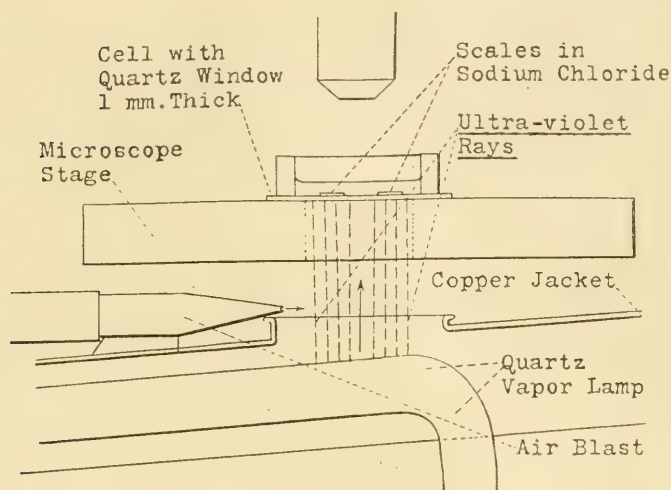 Cell with
Quartz Window
1 mm. Thick
Scales in
Sodium Chloride
Ultra-violet
Rays
Microscope
Stage
Copper Jacket
Quartz
Vapor Lamp
Air Blast